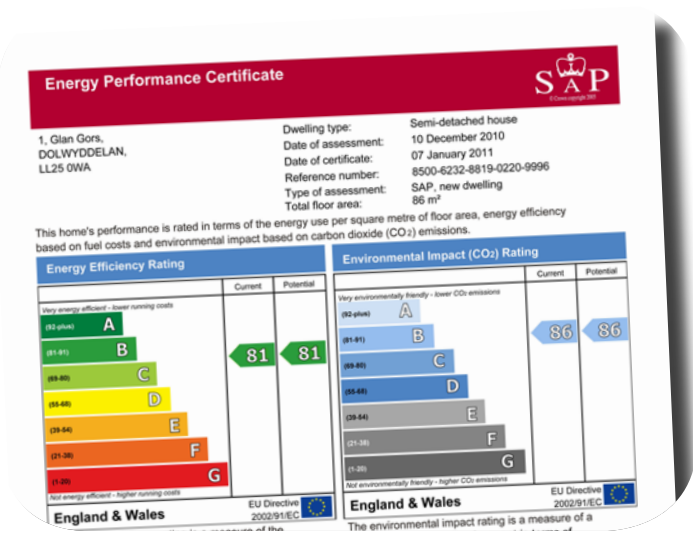 Energy Performance Certificate
SAP
© Crown copyright 2005
1, Glan Gors,
DOLWYDDELAN,
LL25 0WA
Dwelling type: Semi-detached house
Date of assessment: 10 December 2010
Date of certificate: 07 January 2011
Reference number: 8500-6232-8819-0220-9996
Type of assessment: SAP, new dwelling
Total floor area: 86 m²
This home's performance is rated in terms of the energy use per square metre of floor area, energy efficiency
based on fuel costs and environmental impact based on carbon dioxide (CO2) emissions.
Energy Efficiency Rating
Current Potential
Very energy efficient - lower running costs
(92-plus) A
(81-91) B
81 81
(69-80) C
(55-68) D
(39-54) E
(21-38) F
(1-20) G
Not energy efficient - higher running costs
England & Wales
EU Directive
2002/91/EC
Environmental Impact (CO2) Rating
Current Potential
Very environmentally friendly - lower CO2 emissions
(92-plus) A
(81-91) B
86 86
(69-80) C
(55-68) D
(39-54) E
(21-38) F
(1-20) G
Not environmentally friendly - higher CO2 emissions
England & Wales
EU Directive
2002/91/EC
is a measure of the
The environmental impact rating is a measure of a